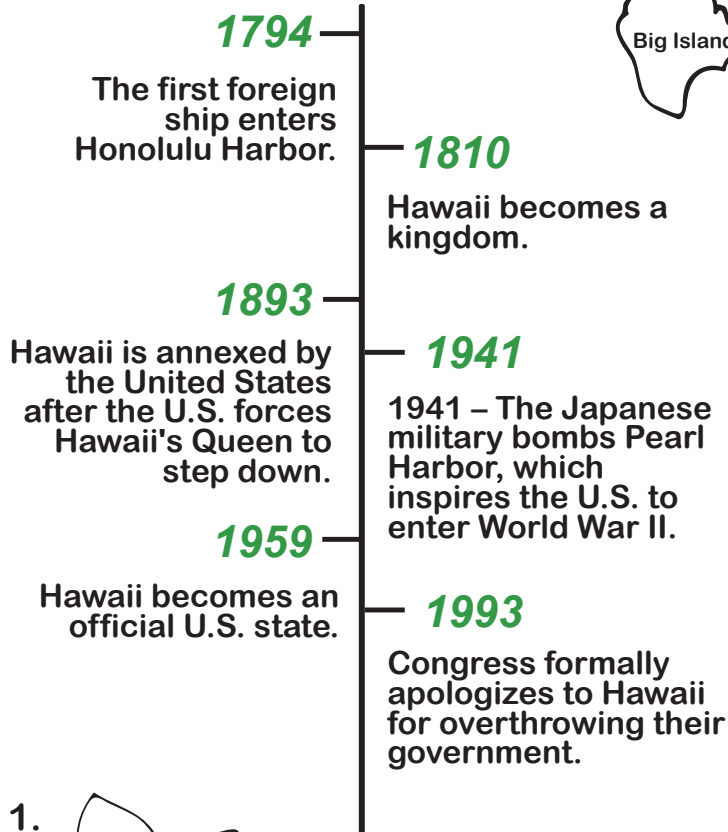 1794
Big Island
The first foreign
ship enters
Honolulu Harbor.
1810
Hawaii becomes a
kingdom.
1893
Hawaii is annexed by
the United States
after the U.S. forces
Hawaii's Queen to
step down.
1941
1941 – The Japanese
military bombs Pearl
Harbor, which
inspires the U.S. to
enter World War II.
1959
Hawaii becomes an
official U.S. state.
1993
Congress formally
apologizes to Hawaii
for overthrowing their
government.
1.